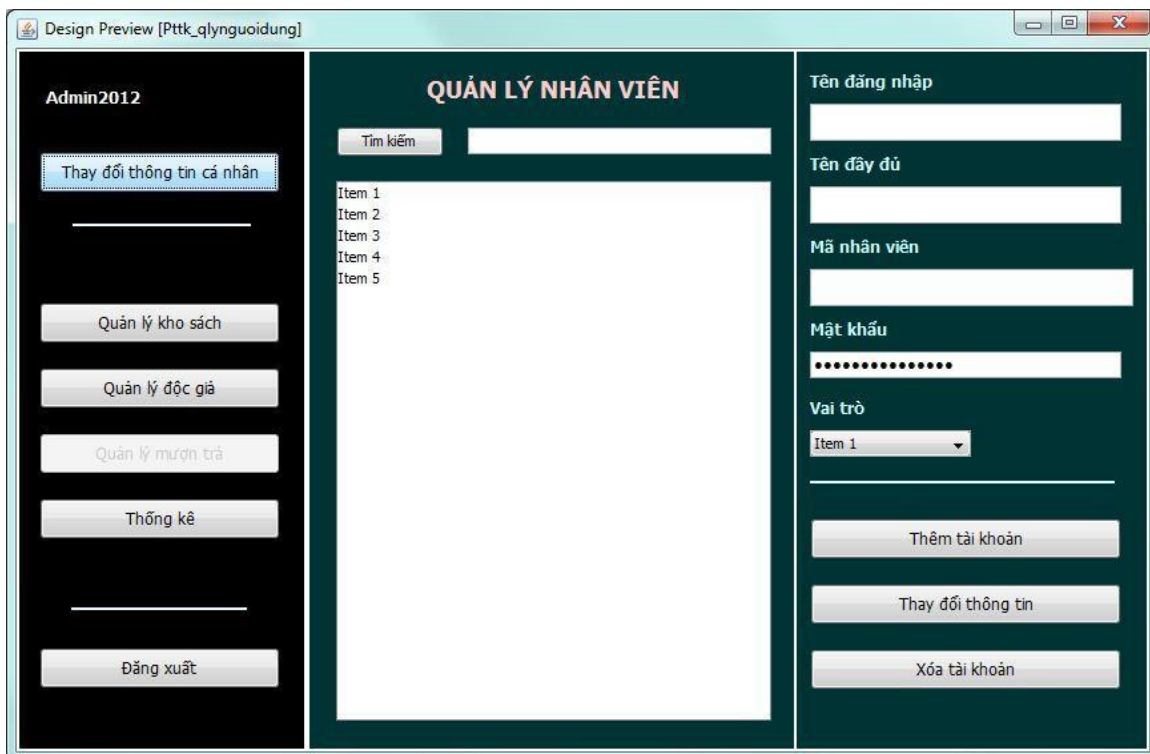 Design Preview [Pttk_qlynguoidung]
Admin2012
Thay đổi thông tin cá nhân
Quản lý kho sách
Quản lý độc giả
Quản lý mượn trả
Thống kê
Đăng xuất
QUẢN LÝ NHÂN VIÊN
Tìm kiếm
Item 1
Item 2
Item 3
Item 4
Item 5
Tên đăng nhập
Tên đầy đủ
Mã nhân viên
Mật khẩu
Vai trò
Item 1
Thêm tài khoản
Thay đổi thông tin
Xóa tài khoản